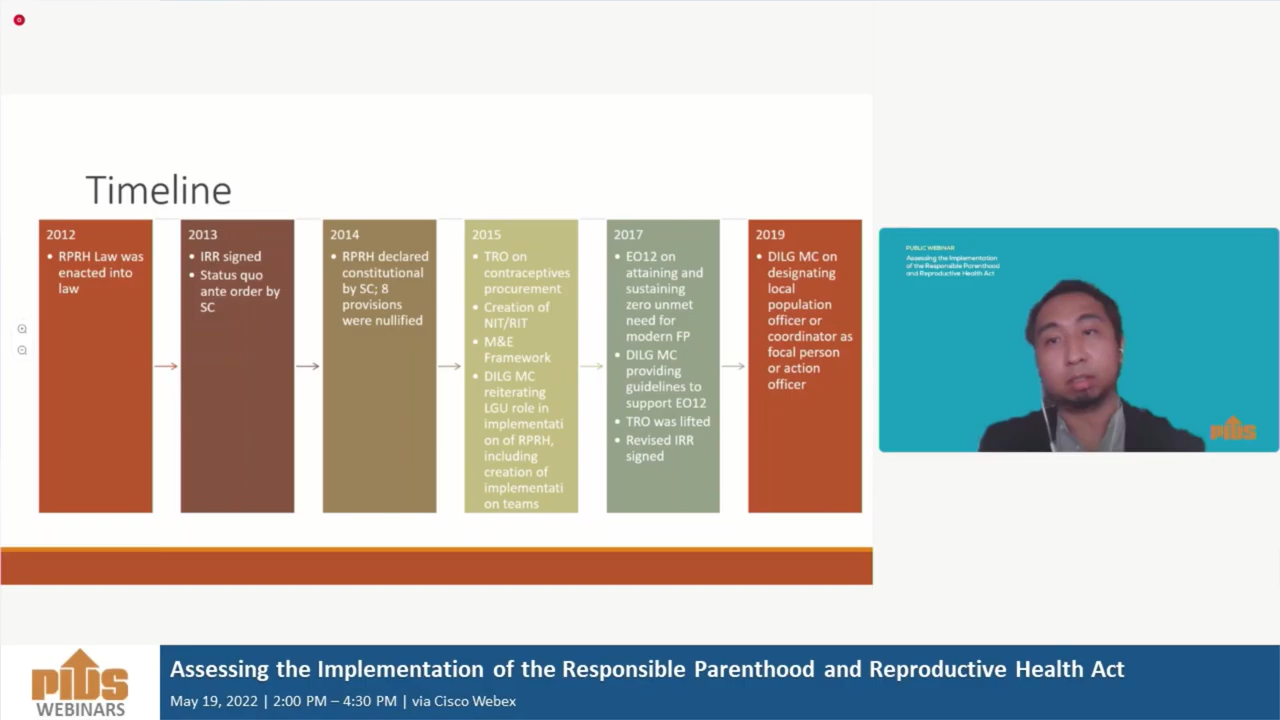 Timeline
2012
• RPRH Law was
enacted into
law
2013
• IRR signed
• Status quo
ante order by
SC
2014
• RPRH declared
constitutional
by SC; 8
provisions
were nullified
2015
• TRO on
contraceptives
procurement
• Creation of
NIT/RIT
• M&E
Framework
• DILG MC
reiterating
LGU role in
implementati
on of RPRH,
including
creation of
implementati
on teams
2017
• EO12 on
attaining and
sustaining
zero unmet
need for
modern FP
• DILG MC
providing
guidelines to
support EO12
• TRO was lifted
• Revised IRR
signed
2019
• DILG MC on
designating
local
population
officer or
coordinator as
focal person
or action
officer
PUBLIC WEBINAR
Assessing the Implementation
of the Responsible Parenthood
and Reproductive Health Act
PIDS
PIDS
WEBINARS
Assessing the Implementation of the Responsible Parenthood and Reproductive Health Act
May 19, 2022 | 2:00 PM – 4:30 PM | via Cisco Webex